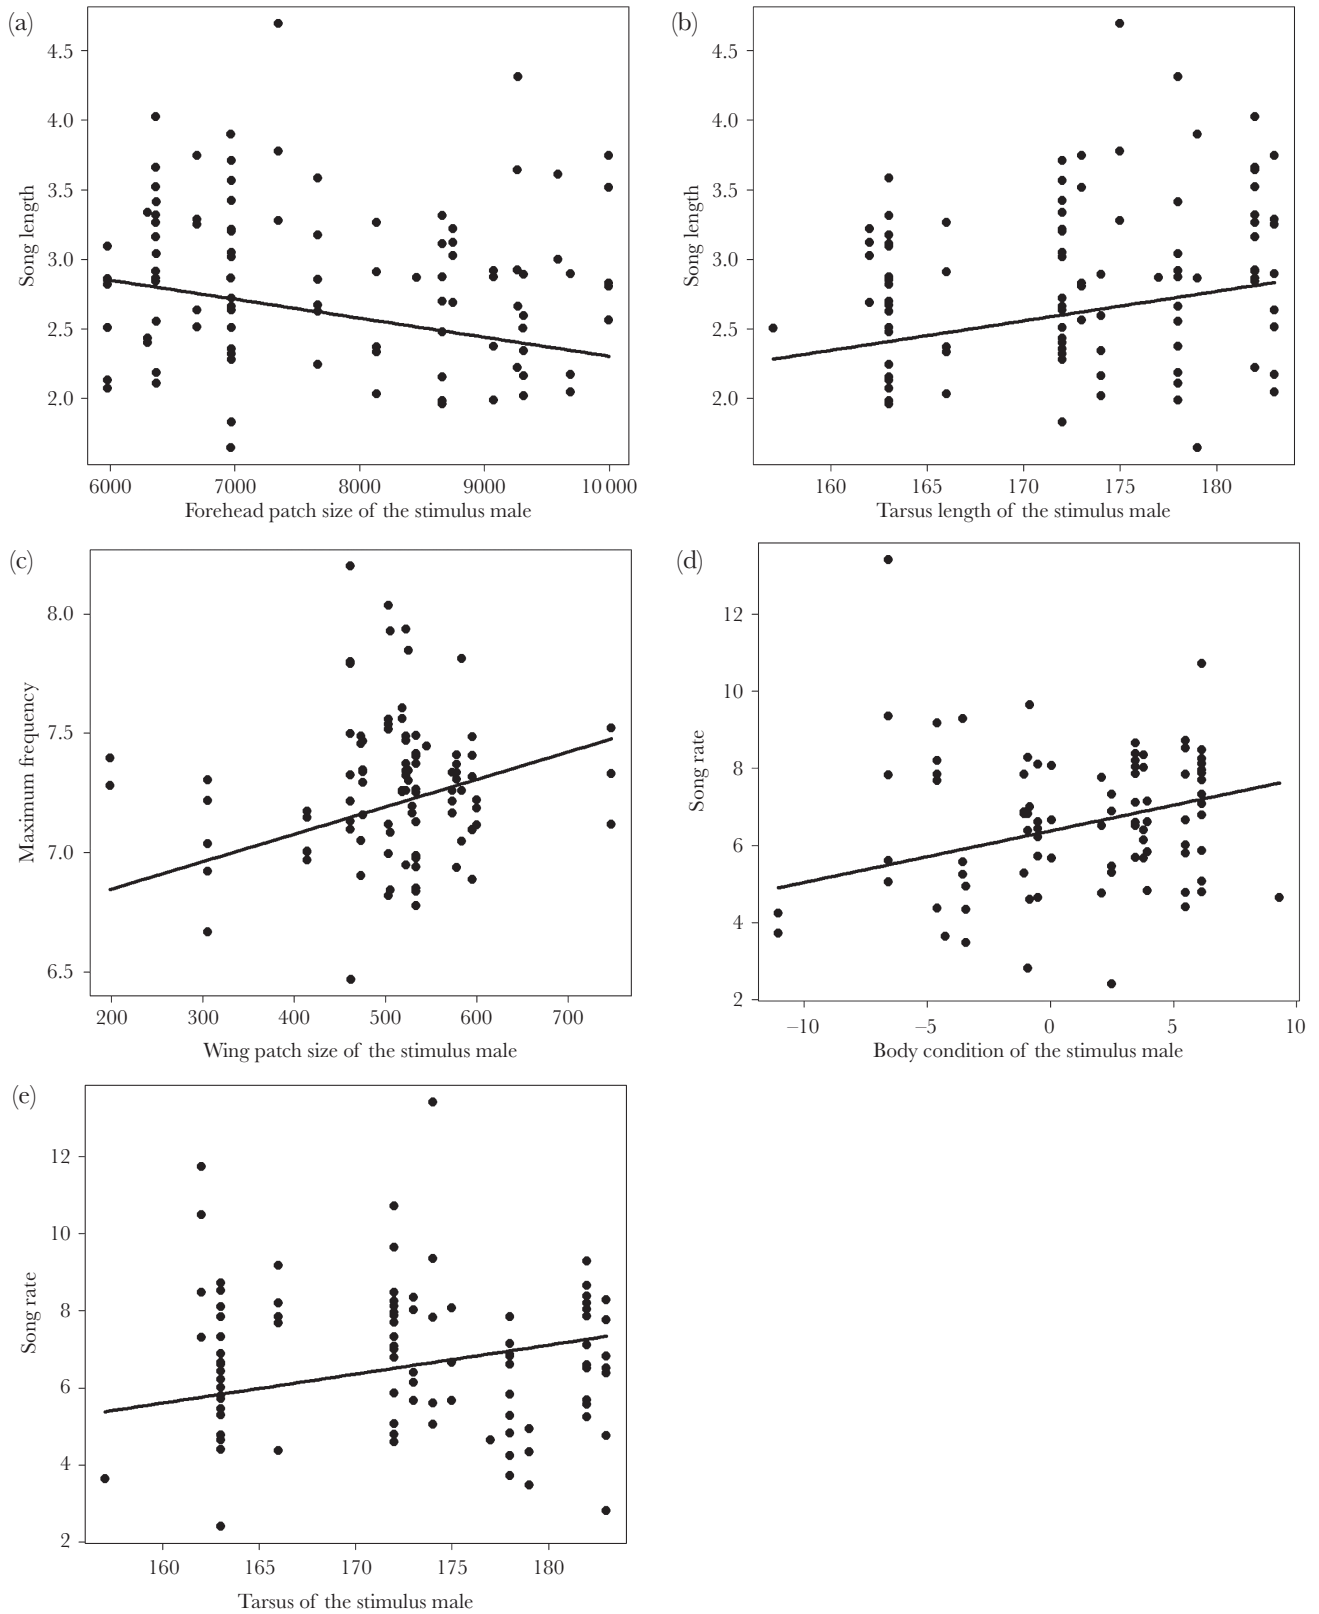 (a)
4.5
4.0
3.5
3.0
2.5
2.0
Song length
6000 7000 8000 9000 10 000
Forehead patch size of the stimulus male
(b)
4.5
4.0
3.5
3.0
2.5
2.0
Song length
160 165 170 175 180
Tarsus length of the stimulus male
(c)
8.0
7.5
7.0
6.5
Maximum frequency
200 300 400 500 600 700
Wing patch size of the stimulus male
(d)
12
10
8
6
4
2
Song rate
–10 –5 0 5 10
Body condition of the stimulus male
(e)
12
10
8
6
4
2
Song rate
160 165 170 175 180
Tarsus of the stimulus male